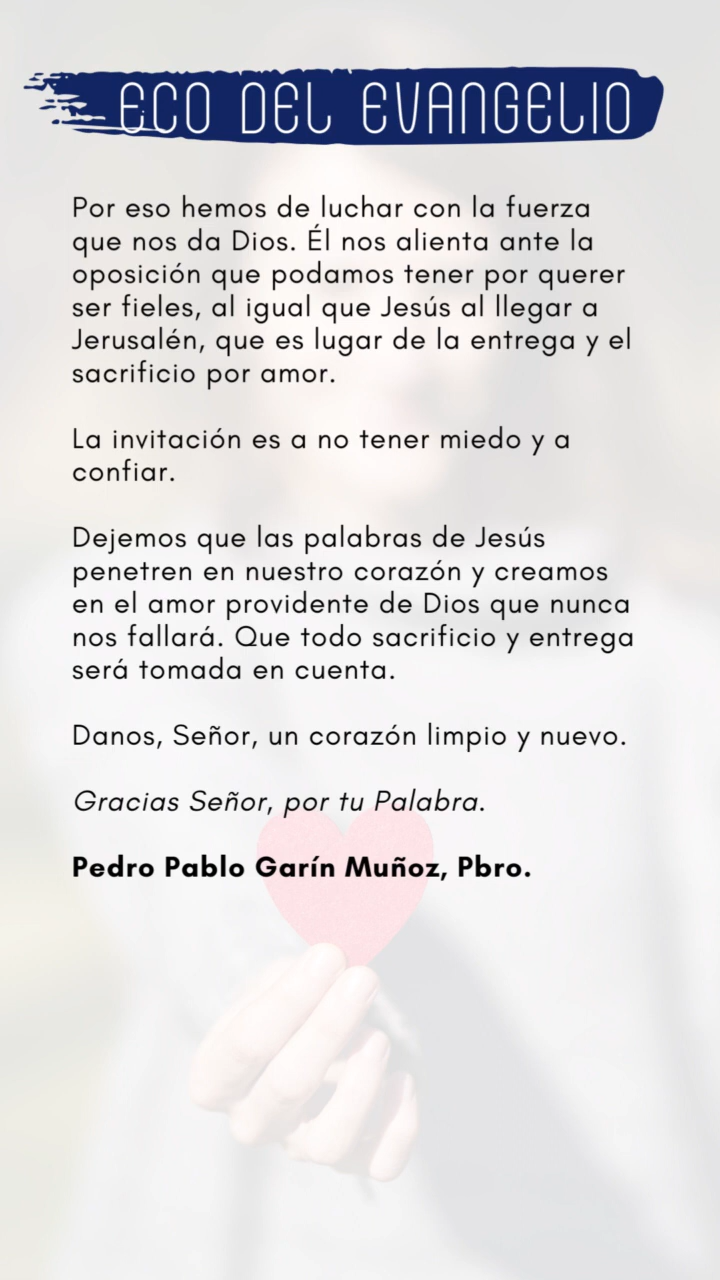 ECO DEL EVANGELIO
Por eso hemos de luchar con la fuerza
que nos da Dios. Él nos alienta ante la
oposición que podamos tener por querer
ser fieles, al igual que Jesús al llegar a
Jerusalén, que es lugar de la entrega y el
sacrificio por amor.
La invitación es a no tener miedo y a
confiar.
Dejemos que las palabras de Jesús
penetren en nuestro corazón y creamos
en el amor providente de Dios que nunca
nos fallará. Que todo sacrificio y entrega
será tomada en cuenta.
Danos, Señor, un corazón limpio y nuevo.
Gracias Señor, por tu Palabra.
Pedro Pablo Garín Muñoz, Pbro.